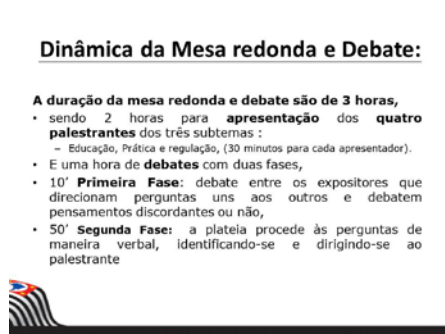 Dinâmica da Mesa redonda e Debate:
A duração da mesa redonda e debate são de 3 horas,
• sendo 2 horas para apresentação dos quatro
palestrantes dos três subtemas :
– Educação, Prática e regulação, (30 minutos para cada apresentador).
• E uma hora de debates com duas fases,
• 10’ Primeira Fase: debate entre os expositores que
direcionam perguntas uns aos outros e debatem
pensamentos discordantes ou não,
• 50’ Segunda Fase: a plateia procede às perguntas de
maneira verbal, identificando-se e dirigindo-se ao
palestrante